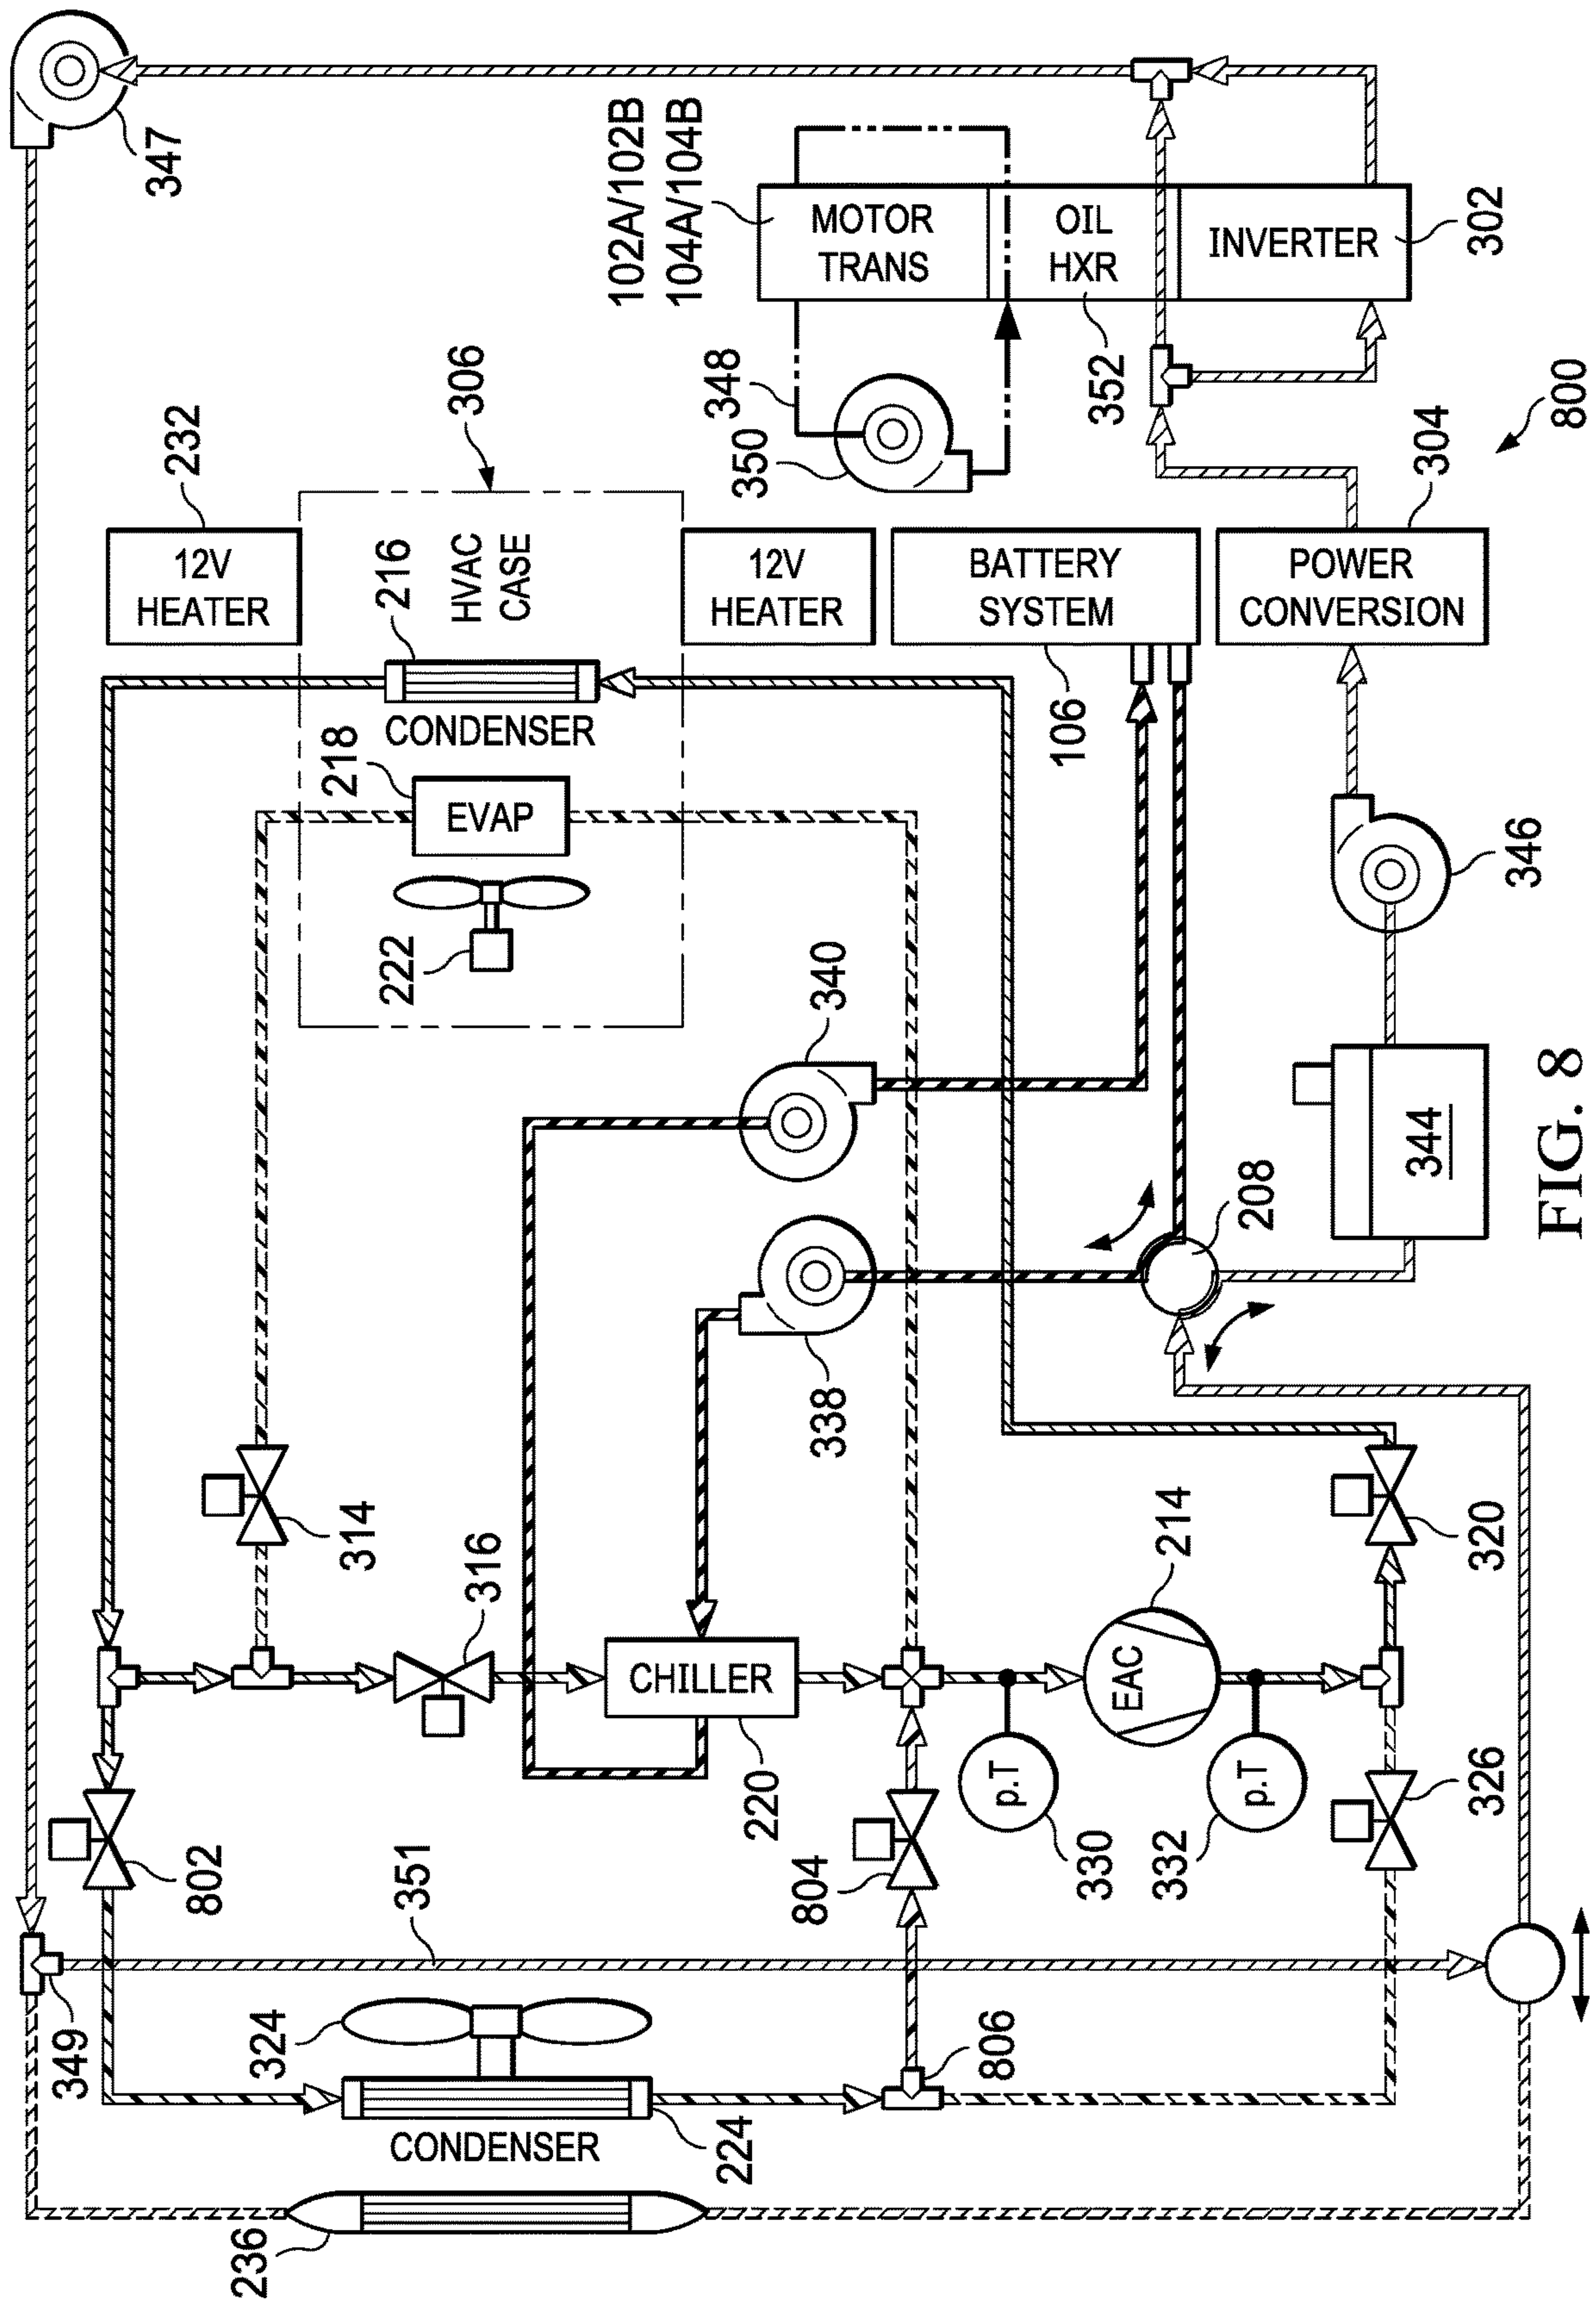 347
102A/102B
104A/104B
MOTOR
TRANS
OIL
HXR
INVERTER
302
348
350
352
306
232
12V
HEATER
HVAC
CASE
216
CONDENSER
218
EVAP
222
12V
HEATER
BATTERY
SYSTEM
106
POWER
CONVERSION
304
800
346
340
344
208
338
314
316
CHILLER
220
EAC
214
320
p.T
330
p.T
332
326
802
804
351
349
324
CONDENSER
224
806
236
FIG. 8